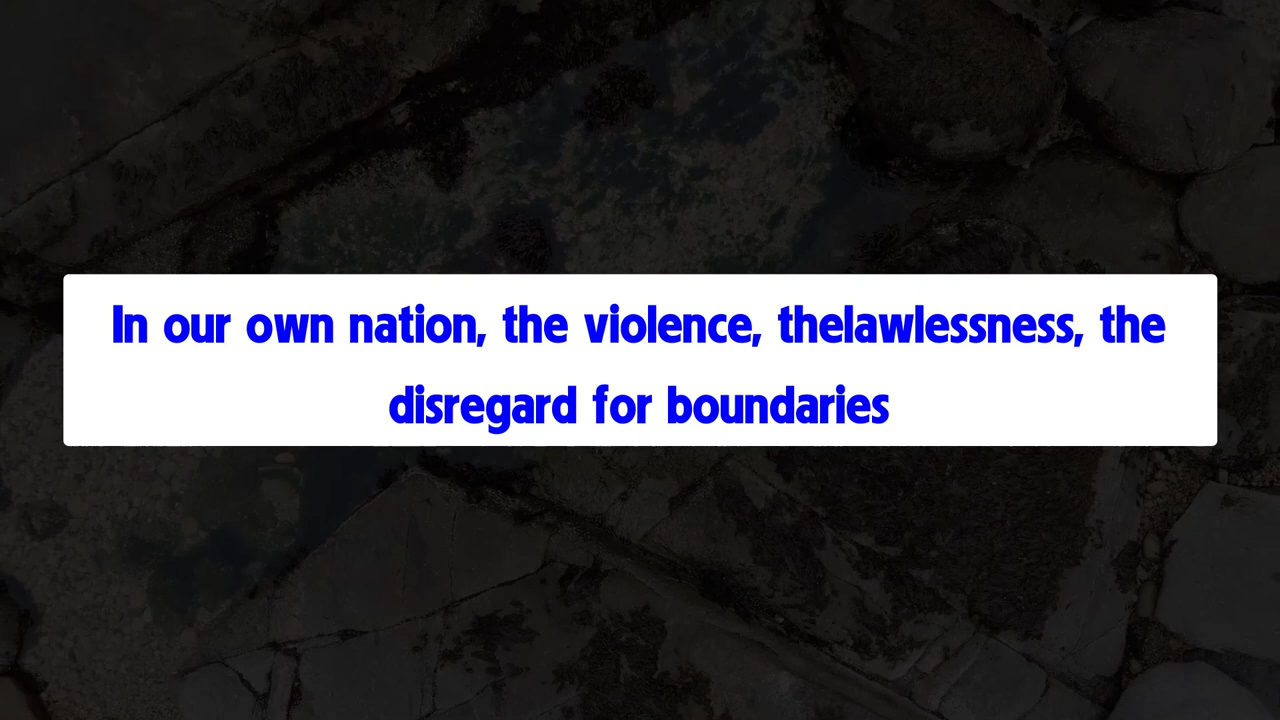 In our own nation, the violence, thelawlessness, the
disregard for boundaries